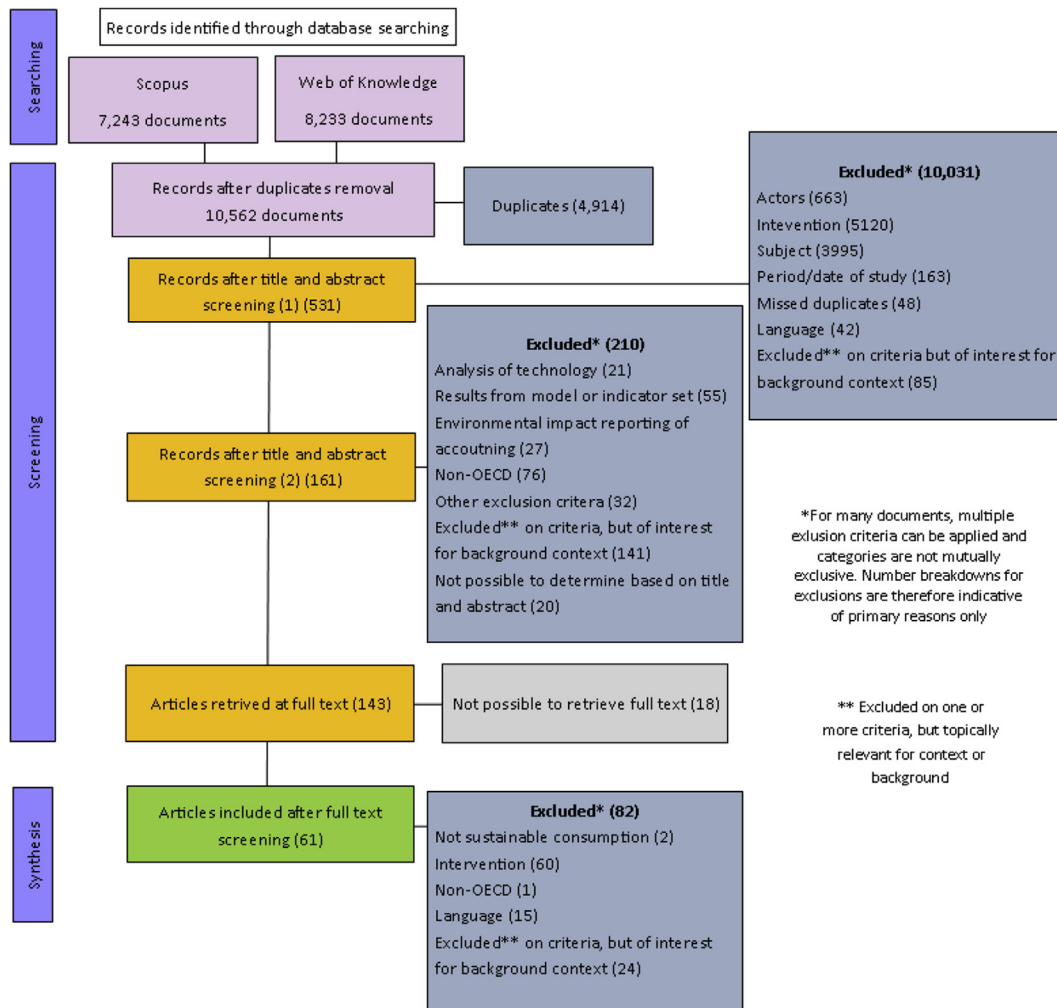 Searching
Records identified through database searching
Scopus
7,243 documents
Web of Knowledge
8,233 documents
Screening
Records after duplicates removal
10,562 documents
Duplicates (4,914)
Excluded* (10,031)
Actors (663)
Intevention (5120)
Subject (3995)
Period/date of study (163)
Missed duplicates (48)
Language (42)
Excluded** on criteria but of interest for
background context (85)
Records after title and abstract
screening (1) (531)
Excluded* (210)
Analysis of technology (21)
Results from model or indicator set (55)
Environmental impact reporting of
accoutning (27)
Non-OECD (76)
Other exclusion critera (32)
Excluded** on criteria, but of interest
for background context (141)
Not possible to determine based on title
and abstract (20)
Records after title and abstract
screening (2) (161)
*For many documents, multiple
exlusion criteria can be applied and
categories are not mutually
exclusive. Number breakdowns for
exclusions are therefore indicative
of primary reasons only
Articles retrived at full text (143)
Not possible to retrieve full text (18)
** Excluded on one or
more criteria, but topically
relevant for context or
background
Synthesis
Articles included after full text
screening (61)
Excluded* (82)
Not sustainable consumption (2)
Intervention (60)
Non-OECD (1)
Language (15)
Excluded** on criteria, but of interest
for background context (24)